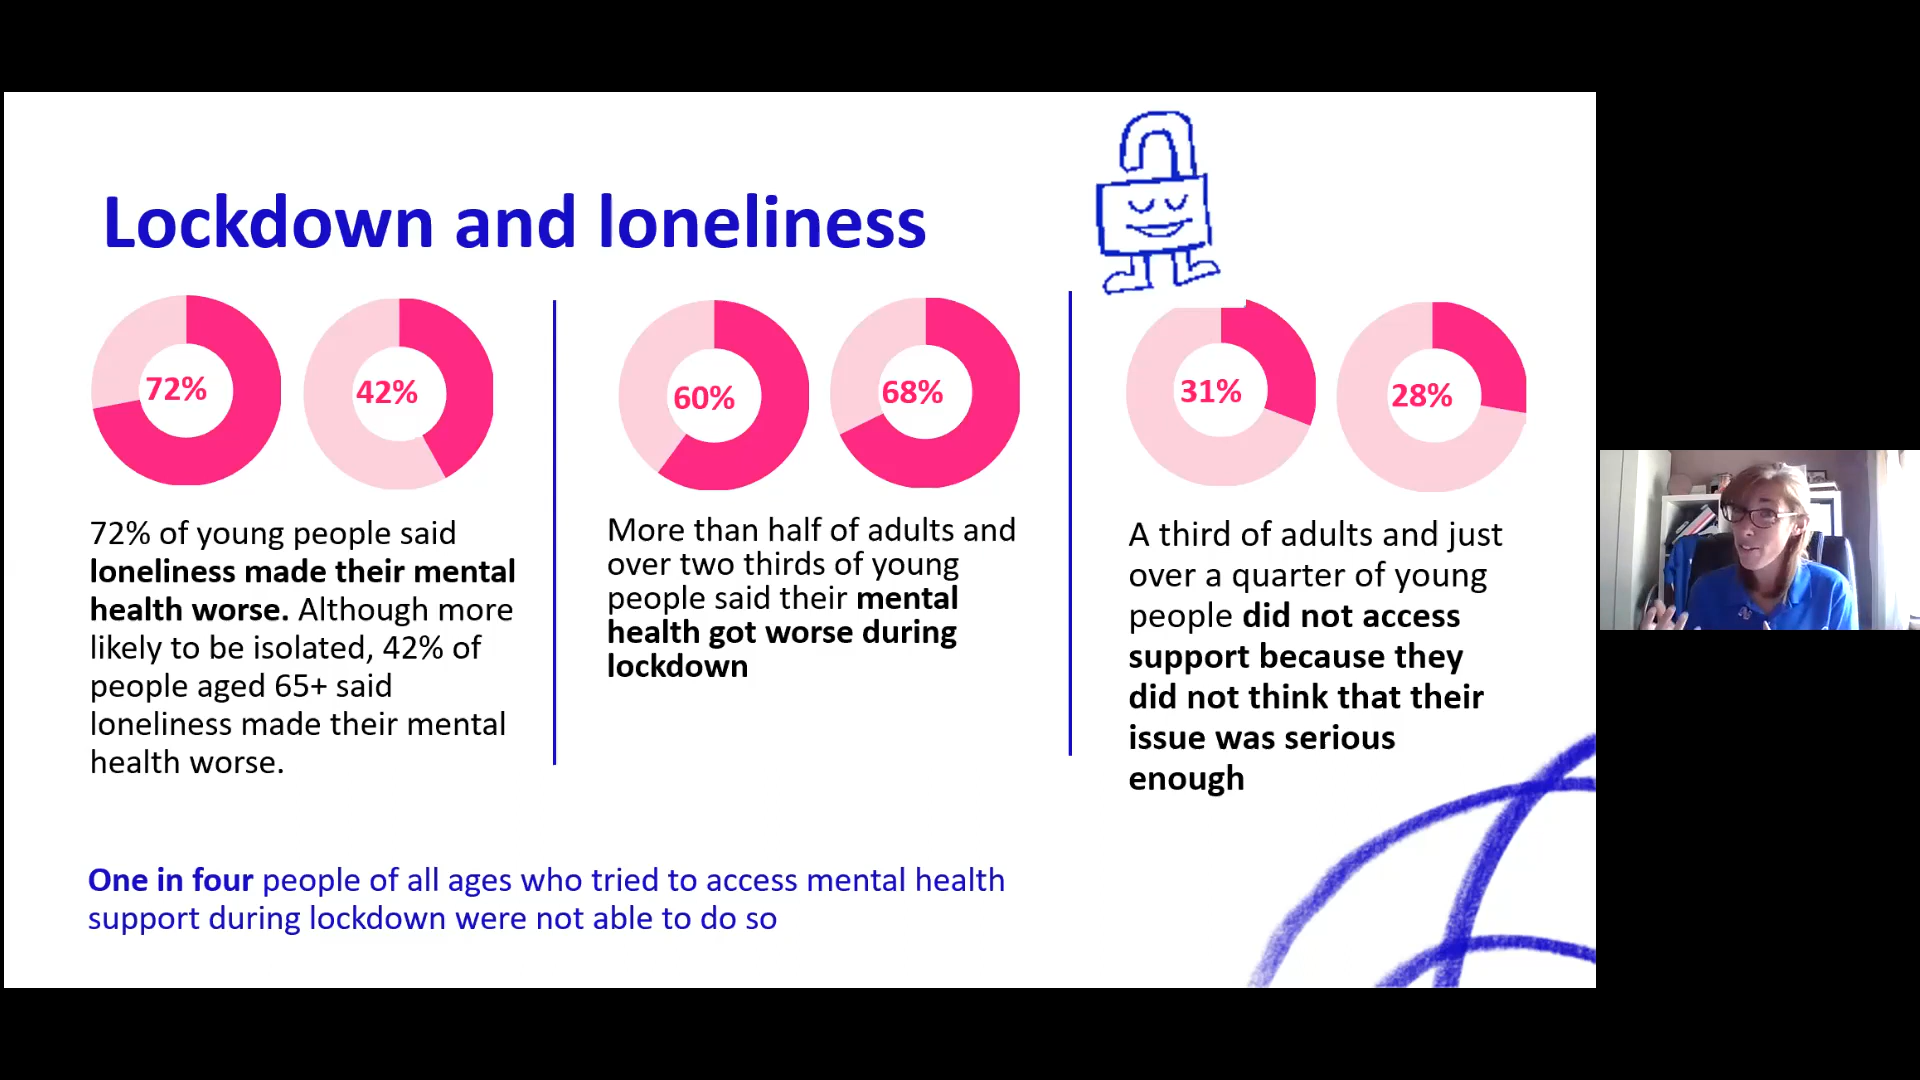 Lockdown and loneliness
72%
42%
60%
68%
31%
28%
72% of young people said
loneliness made their mental
health worse. Although more
likely to be isolated, 42% of
people aged 65+ said
loneliness made their mental
health worse.
More than half of adults and
over two thirds of young
people said their mental
health got worse during
lockdown
A third of adults and just
over a quarter of young
people did not access
support because they
did not think that their
issue was serious
enough
One in four people of all ages who tried to access mental health
support during lockdown were not able to do so